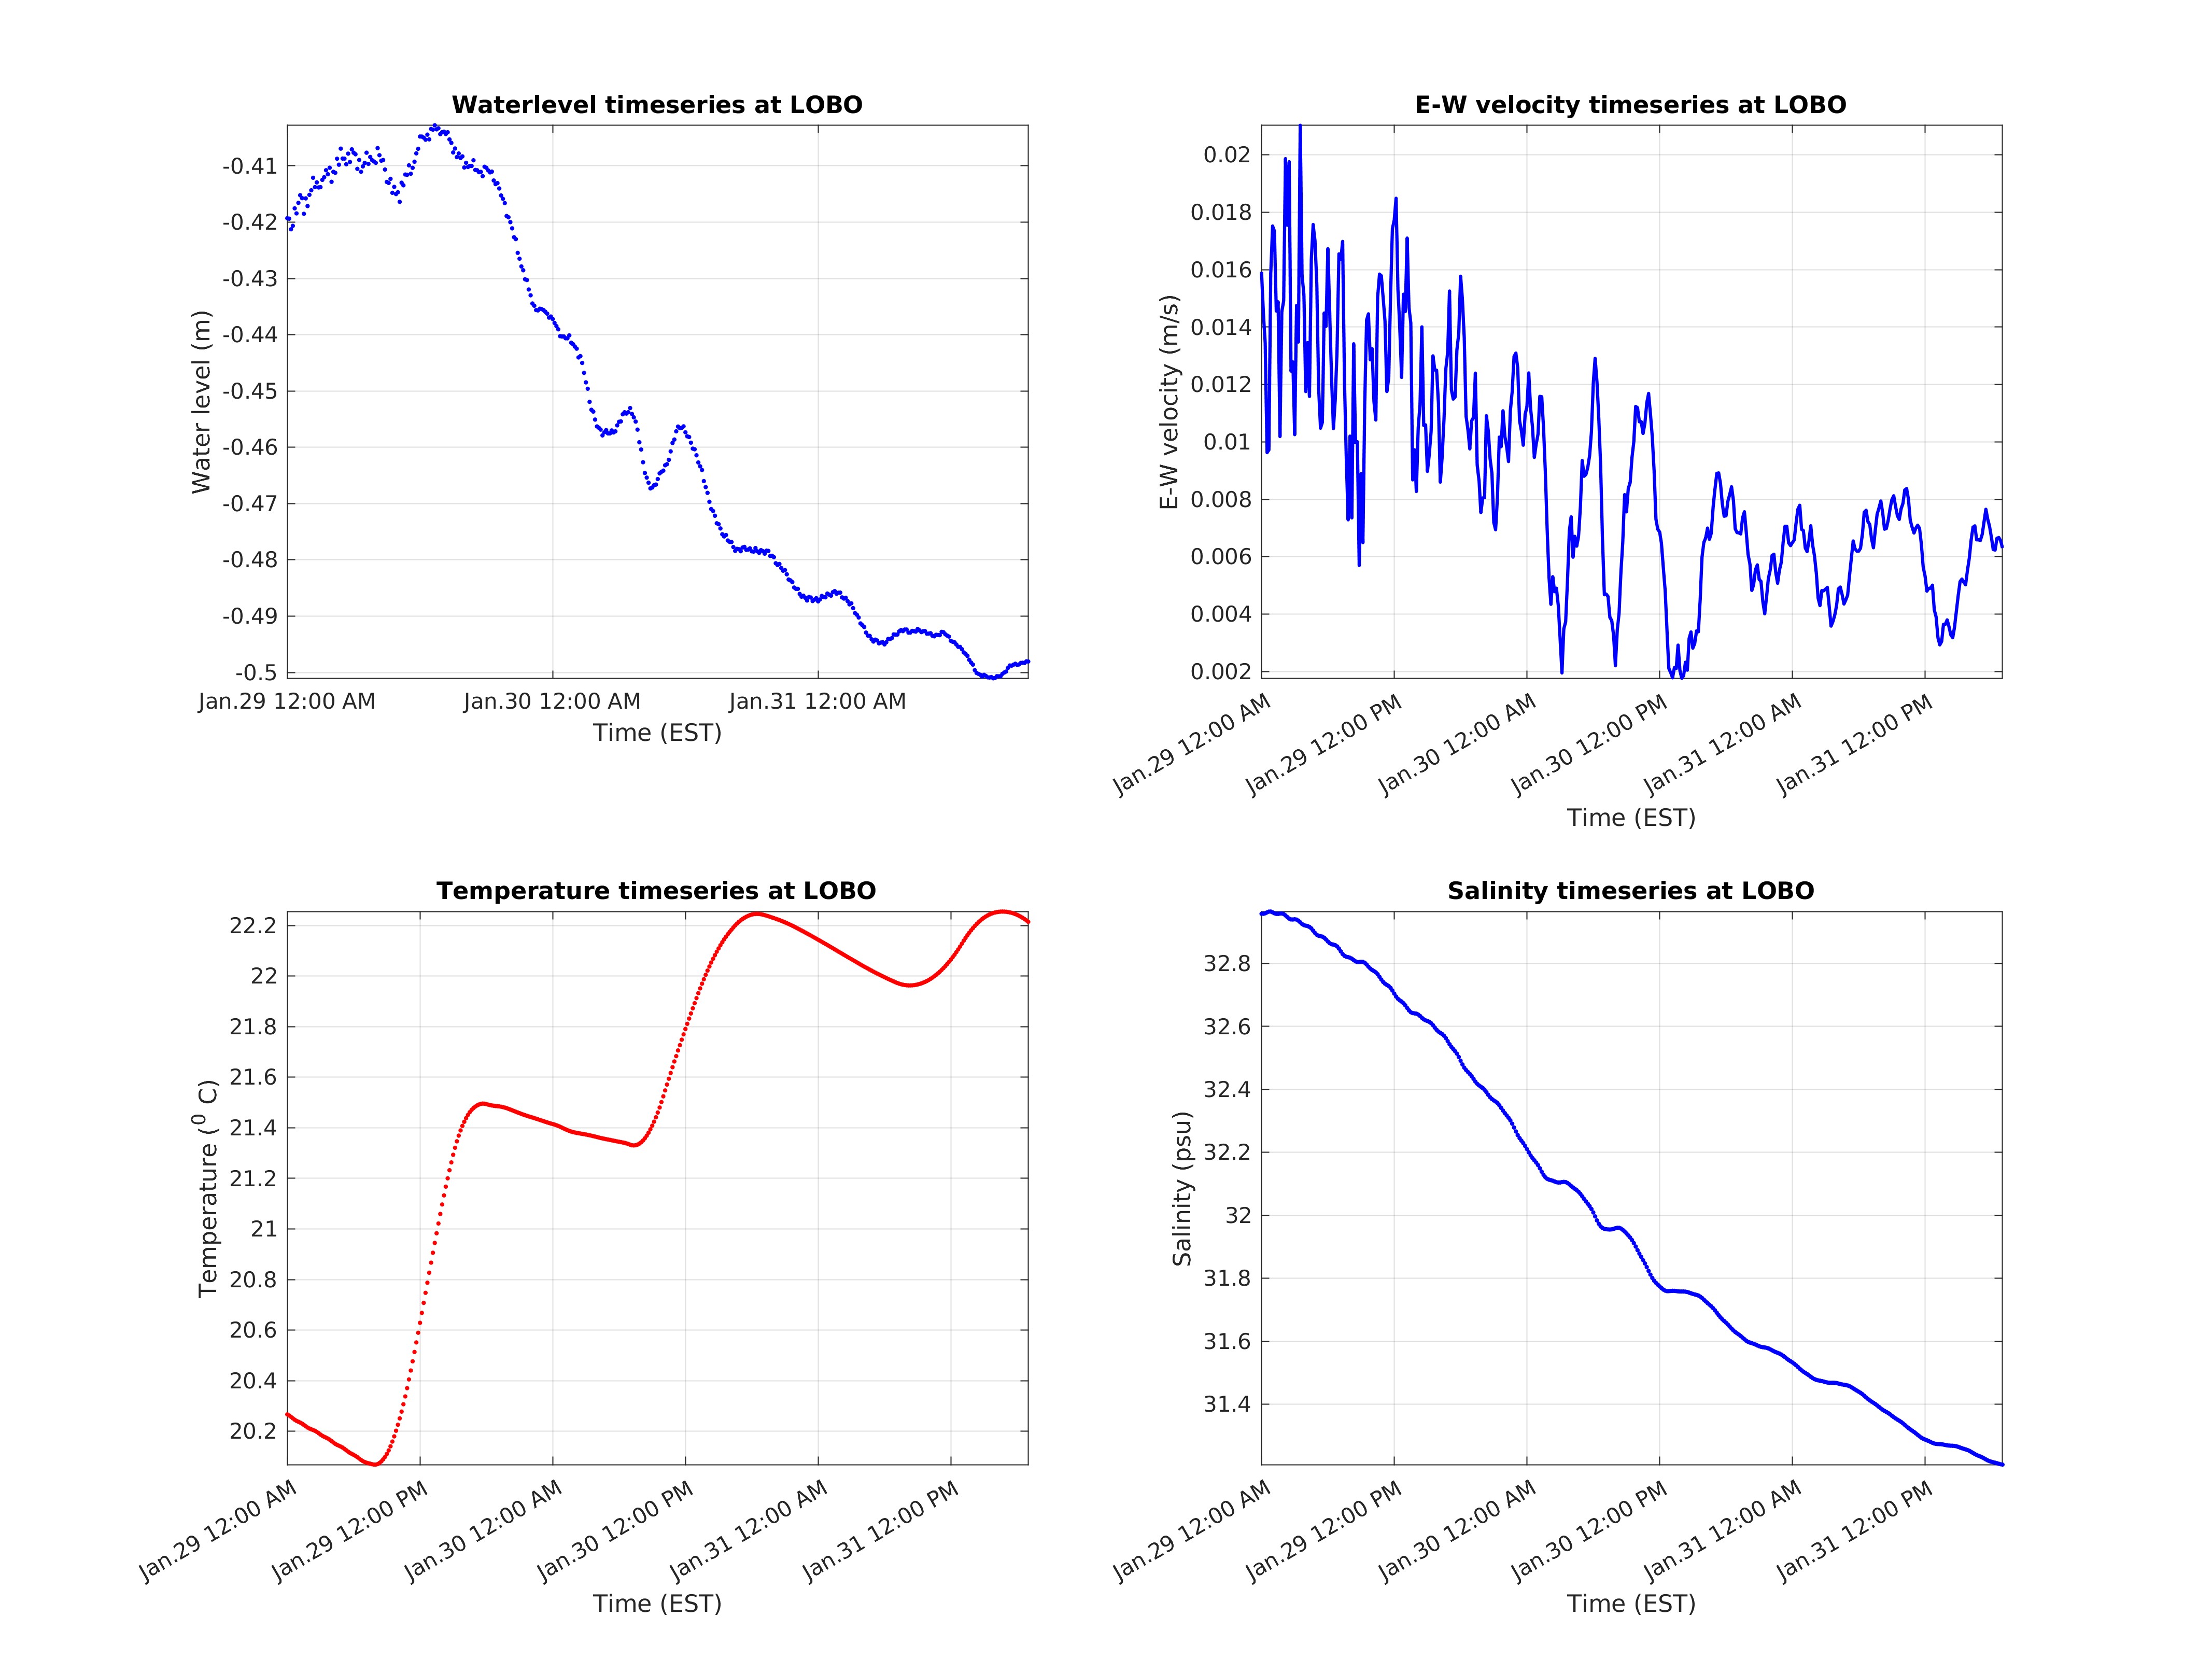 Waterlevel timeseries at LOBO
Water level (m)
-0.41
-0.42
-0.43
-0.44
-0.45
-0.46
-0.47
-0.48
-0.49
-0.5
Jan.29 12:00 AM
Jan.30 12:00 AM
Jan.31 12:00 AM
Time (EST)
E-W velocity timeseries at LOBO
E-W velocity (m/s)
0.02
0.018
0.016
0.014
0.012
0.01
0.008
0.006
0.004
0.002
Jan.29 12:00 AM
Jan.29 12:00 PM
Jan.30 12:00 AM
Jan.30 12:00 PM
Jan.31 12:00 AM
Jan.31 12:00 PM
Time (EST)
Temperature timeseries at LOBO
Temperature (⁰ C)
22.2
22
21.8
21.6
21.4
21.2
21
20.8
20.6
20.4
20.2
Jan.29 12:00 AM
Jan.29 12:00 PM
Jan.30 12:00 AM
Jan.30 12:00 PM
Jan.31 12:00 AM
Jan.31 12:00 PM
Time (EST)
Salinity timeseries at LOBO
Salinity (psu)
32.8
32.6
32.4
32.2
32
31.8
31.6
31.4
Jan.29 12:00 AM
Jan.29 12:00 PM
Jan.30 12:00 AM
Jan.30 12:00 PM
Jan.31 12:00 AM
Jan.31 12:00 PM
Time (EST)